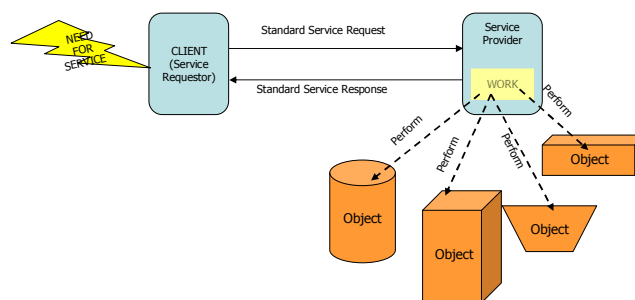 NEED
FOR
SERVICE
CLIENT
(Service
Requestor)
Standard Service Request
Standard Service Response
Service
Provider
WORK
Perform
Perform
Perform
Perform
Object
Object
Object
Object